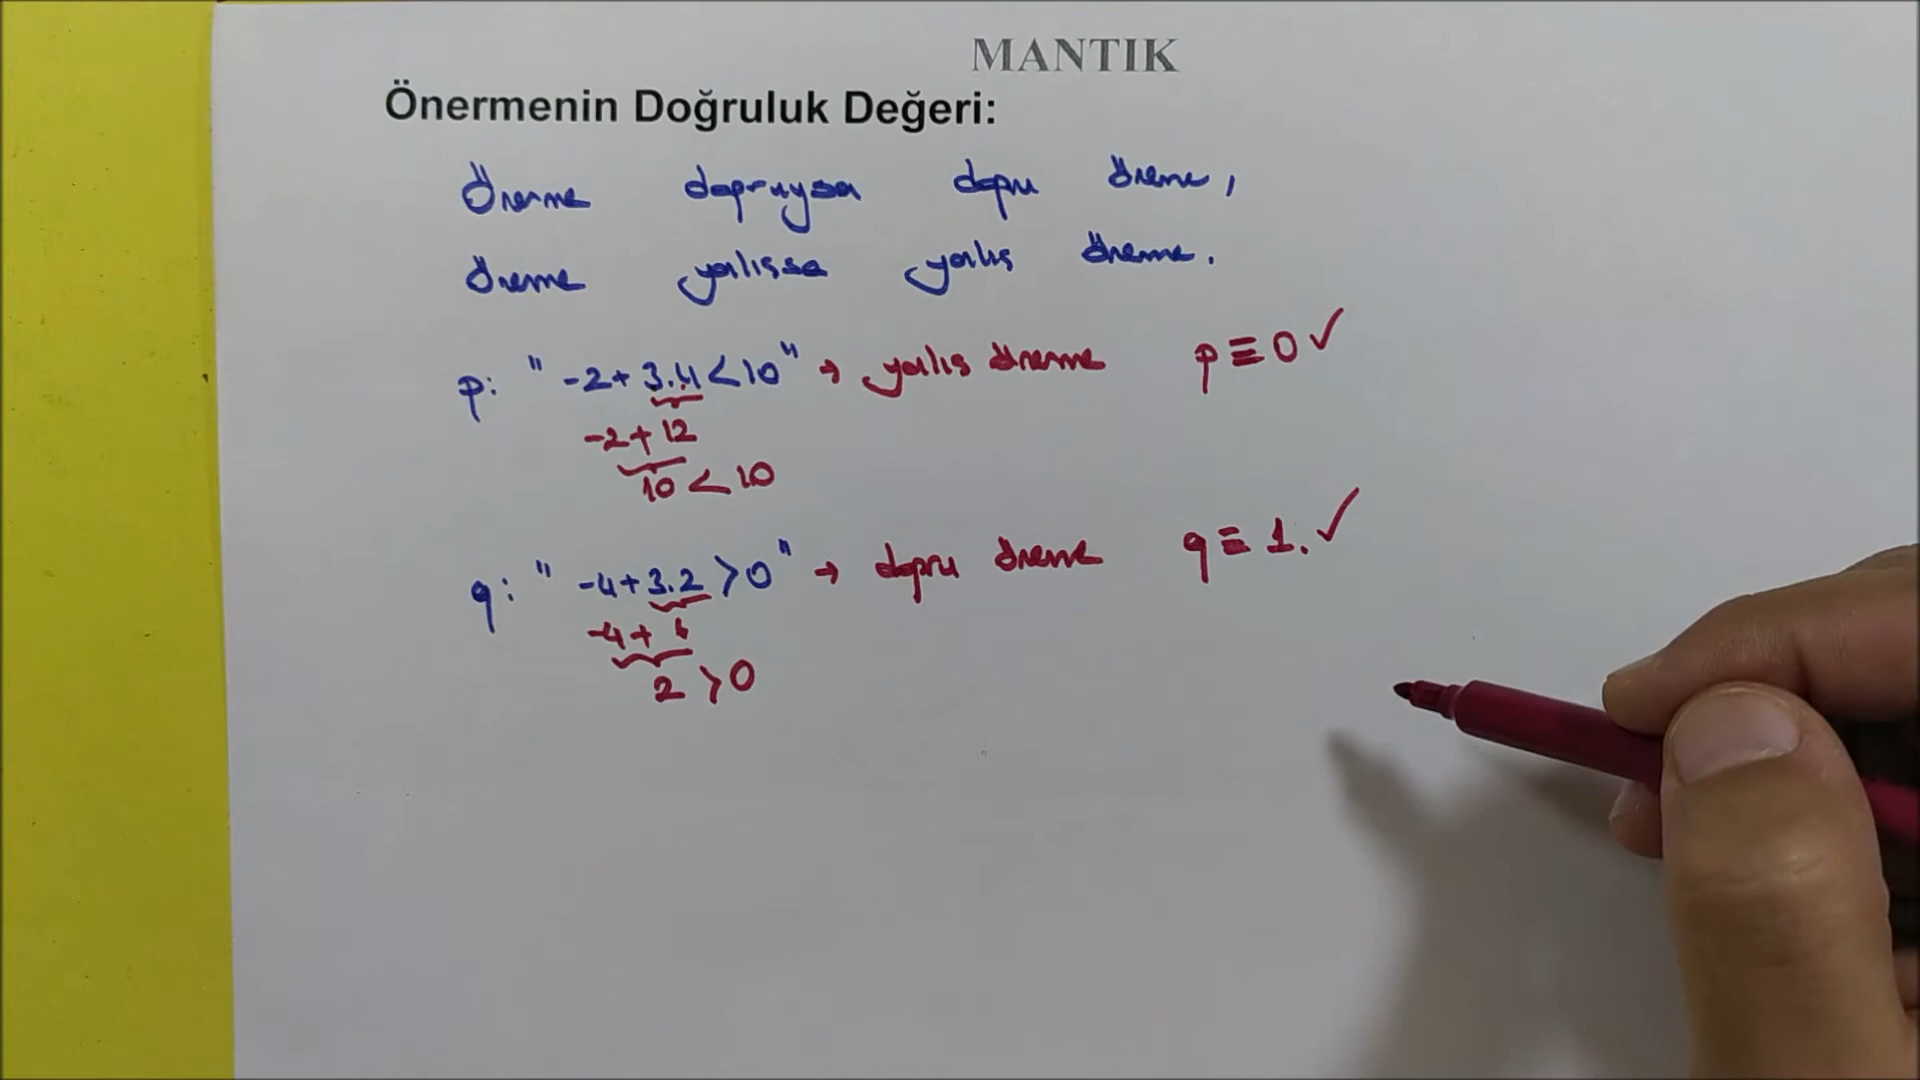 MANTIK
Önermenin Doğruluk Değeri:
Önerme doğruysa doğru önerme,
önerme yanlışsa yanlış önerme.
p: "-2+3.4<10" → yanlış önerme p≡0✓
-2+12
10<10
q: "-4+3.2>0" → doğru önerme q≡1.✓
-4+6
2>0